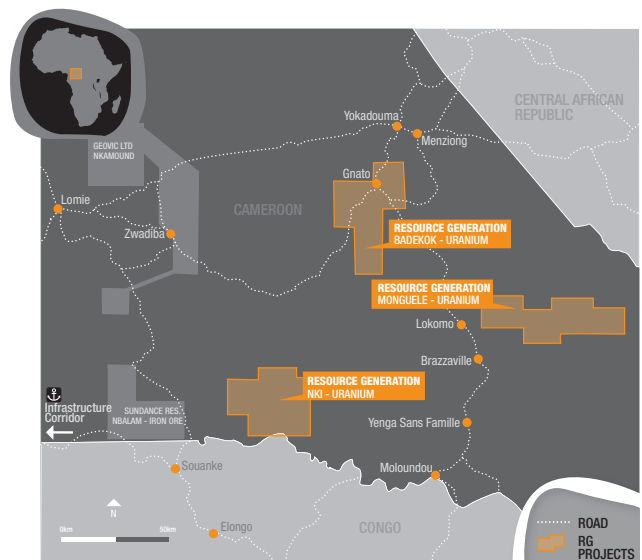 CENTRAL AFRICAN
REPUBLIC
Yokadouma
Menziong
GEOVIC LTD
NKAMOUND
Gnato
Lomie
CAMEROON
Zwadiba
RESOURCE GENERATION
BADEKOK - URANIUM
RESOURCE GENERATION
MONGUELE - URANIUM
Lokomo
Brazzaville
RESOURCE GENERATION
NKI - URANIUM
Infrastructure
Corridor
SUNDANCE RES.
NBALAM - IRON ORE
Yenga Sans Famille
Souanke
Moloundou
N
0km
50km
Elongo
CONGO
ROAD
RG
PROJECTS